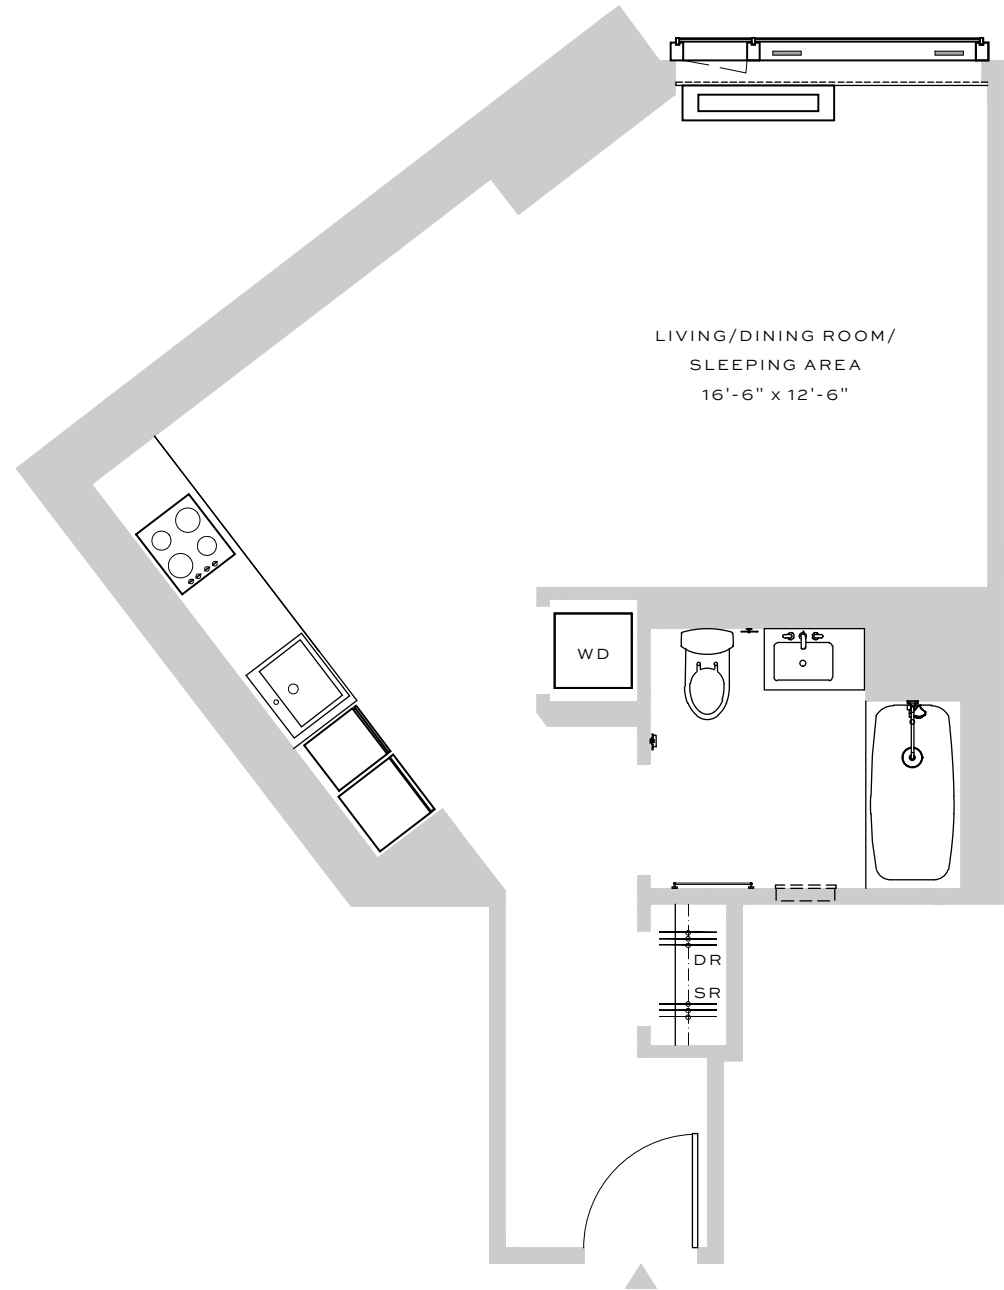 LIVING/DINING ROOM/
SLEEPING AREA
16'-6" x 12'-6"
WD
DR
SR